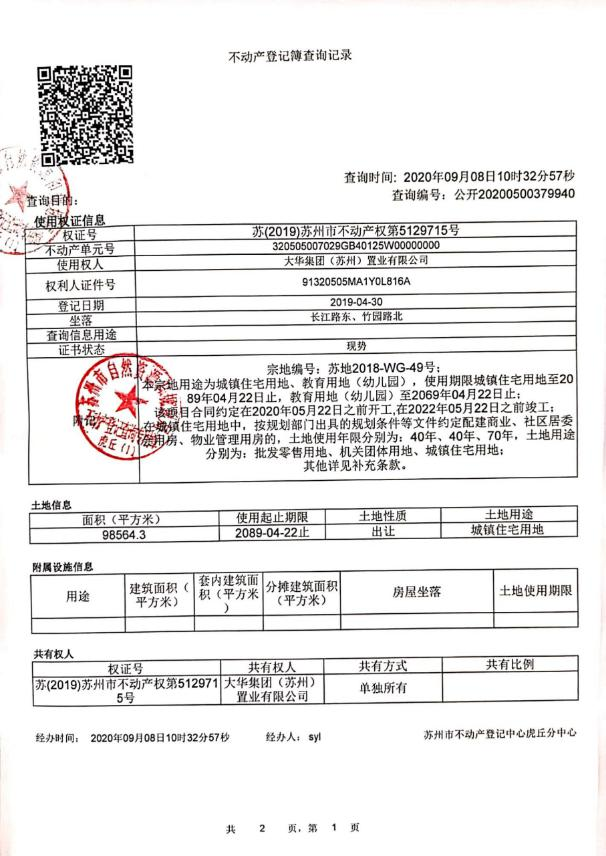 不动产登记簿查询记录
查询时间: 2020年09月08日10时32分57秒
查询编号: 公开20200500379940
查询目的:
使用权证信息
权证号 苏(2019)苏州市不动产权第5129715号
不动产单元号 320505007029GB40125W00000000
使用权人 大华集团（苏州）置业有限公司
权利人证件号 91320505MA1Y0L816A
登记日期 2019-04-30
坐落 长江路东、竹园路北
查询信息用途
证书状态 现势
宗地编号：苏地2018-WG-49号；
本宗地用途为城镇住宅用地、教育用地（幼儿园），使用期限城镇住宅用地至20
89年04月22日止，教育用地（幼儿园）至2069年04月22日止；
该项目合同约定在2020年05月22日之前开工,在2022年05月22日之前竣工；
在城镇住宅用地中，按规划部门出具的规划条件等文件约定配建商业、社区居委
用房、物业管理用房的，土地使用年限分别为：40年、40年、70年，土地用途
分别为：批发零售用地、机关团体用地、城镇住宅用地；
其他详见补充条款。
土地信息
面积（平方米） 使用起止期限 土地性质 土地用途
98564.3 2089-04-22止 出让 城镇住宅用地
附属设施信息
用途 建筑面积（平方米） 套内建筑面积（平方米） 分摊建筑面积（平方米） 房屋坐落 土地使用期限
共有权人
权证号 共有权人 共有方式 共有比例
苏(2019)苏州市不动产权第512971 大华集团（苏州） 单独所有
5号 置业有限公司
经办时间: 2020年09月08日10时32分57秒 经办人: syl 苏州市不动产登记中心虎丘分中心
共 2 页, 第 1 页